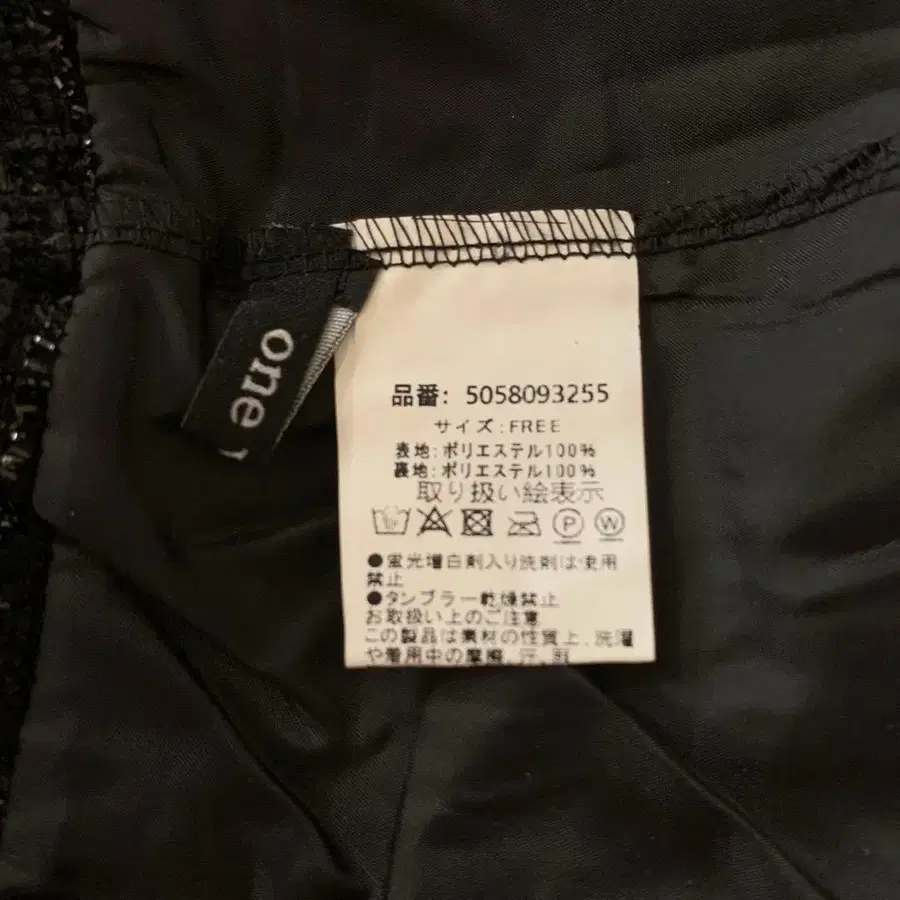 one
品番: 5058093255
サイズ:FREE
表地:ポリエステル100%
裏地:ポリエステル100%
取り扱い絵表示
P W
●蛍光増白剤入り洗剤は使用
禁止
●タンブラー乾燥禁止
お取扱い上のご注意
この製品は素材の性質上、洗濯
や着用中の摩擦、汗、雨